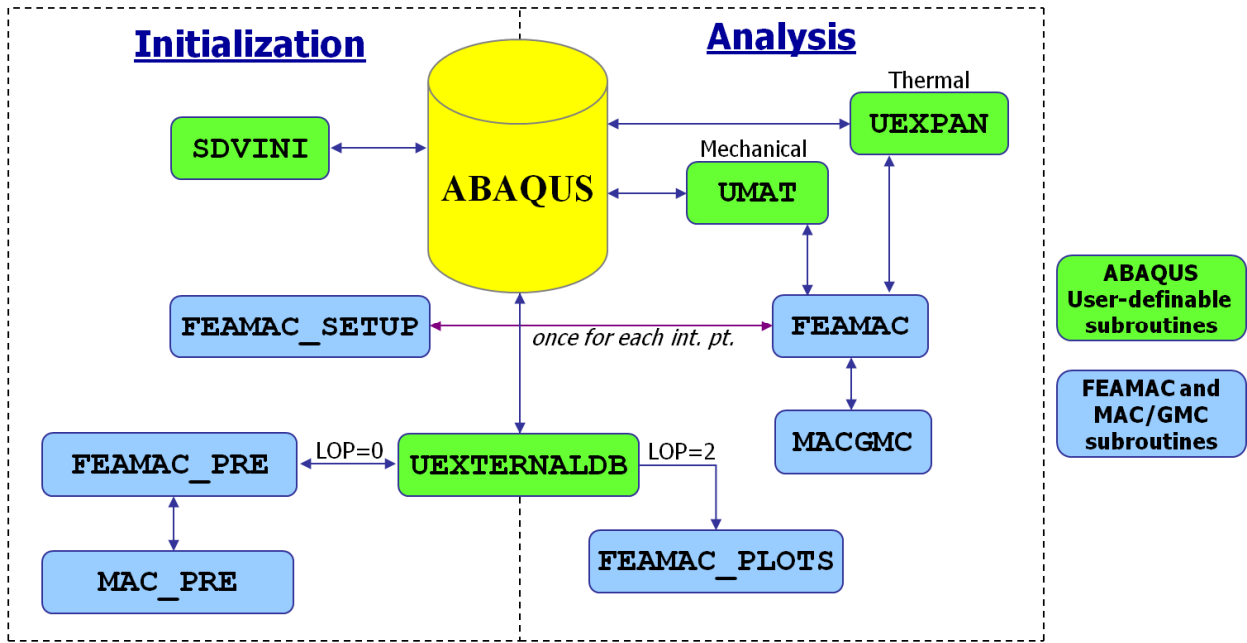 Initialization
Analysis
Thermal
UEXPAN
SDVINI
Mechanical
UMAT
ABAQUS
FEAMAC_SETUP
once for each int. pt.
FEAMAC
MACGMC
FEAMAC_PRE
LOP=0
UEXTERNALDB
LOP=2
MAC_PRE
FEAMAC_PLOTS
ABAQUS
User-definable
subroutines
FEAMAC and
MAC/GMC
subroutines